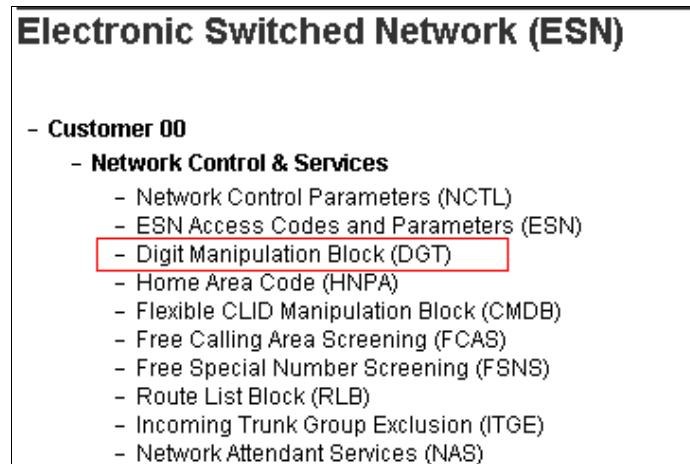 Electronic Switched Network (ESN)
- Customer 00
- Network Control & Services
- Network Control Parameters (NCTL)
- ESN Access Codes and Parameters (ESN)
- Digit Manipulation Block (DGT)
- Home Area Code (HNPA)
- Flexible CLID Manipulation Block (CMDB)
- Free Calling Area Screening (FCAS)
- Free Special Number Screening (FSNS)
- Route List Block (RLB)
- Incoming Trunk Group Exclusion (ITGE)
- Network Attendant Services (NAS)